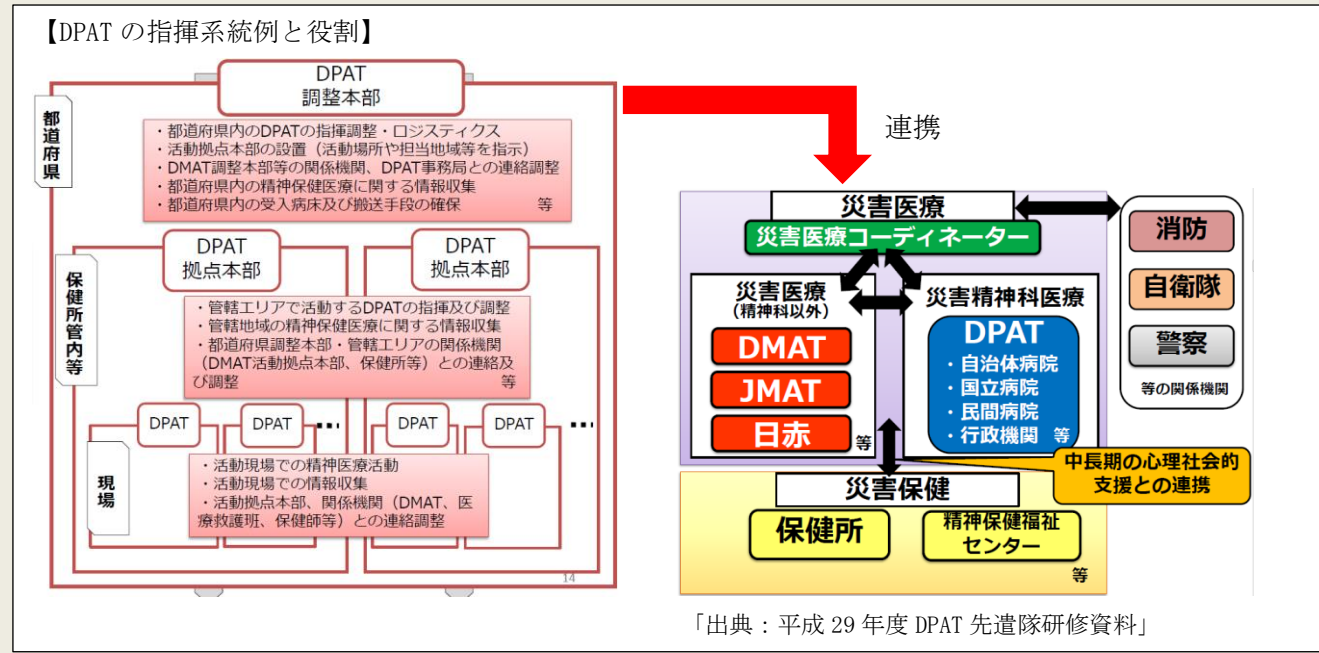 【DPAT の指揮系統例と役割】
DPAT
調整本部
都道府県
・都道府県内のDPATの指揮調整・ロジスティクス
・活動拠点本部の設置（活動場所や担当地域等を指示）
・DMAT調整本部等の関係機関、DPAT事務局との連絡調整
・都道府県内の精神保健医療に関する情報収集
・都道府県内の受入病床及び搬送手段の確保 等
DPAT
拠点本部
DPAT
拠点本部
保健所管内等
・管轄エリアで活動するDPATの指揮及び調整
・管轄地域の精神保健医療に関する情報収集
・都道府県調整本部・管轄エリアの関係機関
（DMAT活動拠点本部、保健所等）との連絡及
び調整 等
DPAT
DPAT
…
DPAT
DPAT
…
現場
・活動現場での精神医療活動
・活動現場での情報収集
・活動拠点本部、関係機関（DMAT、医
療救護班、保健師等）との連絡調整
14
連携
災害医療
災害医療コーディネーター
災害医療
（精神科以外）
DMAT
JMAT
日赤
等
災害精神科医療
DPAT
・自治体病院
・国立病院
・民間病院
・行政機関 等
消防
自衛隊
警察
等の関係機関
中長期の心理社会的
支援との連携
災害保健
保健所
精神保健福祉
センター
等
「出典：平成 29 年度 DPAT 先遣隊研修資料」